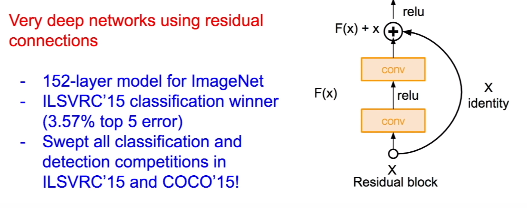 Very deep networks using residual
connections
- 152-layer model for ImageNet
- ILSVRC'15 classification winner
(3.57% top 5 error)
- Swept all classification and
detection competitions in
ILSVRC'15 and COCO'15!
relu
F(x) + x
+
conv
F(x)
relu
X
identity
conv
X
Residual block